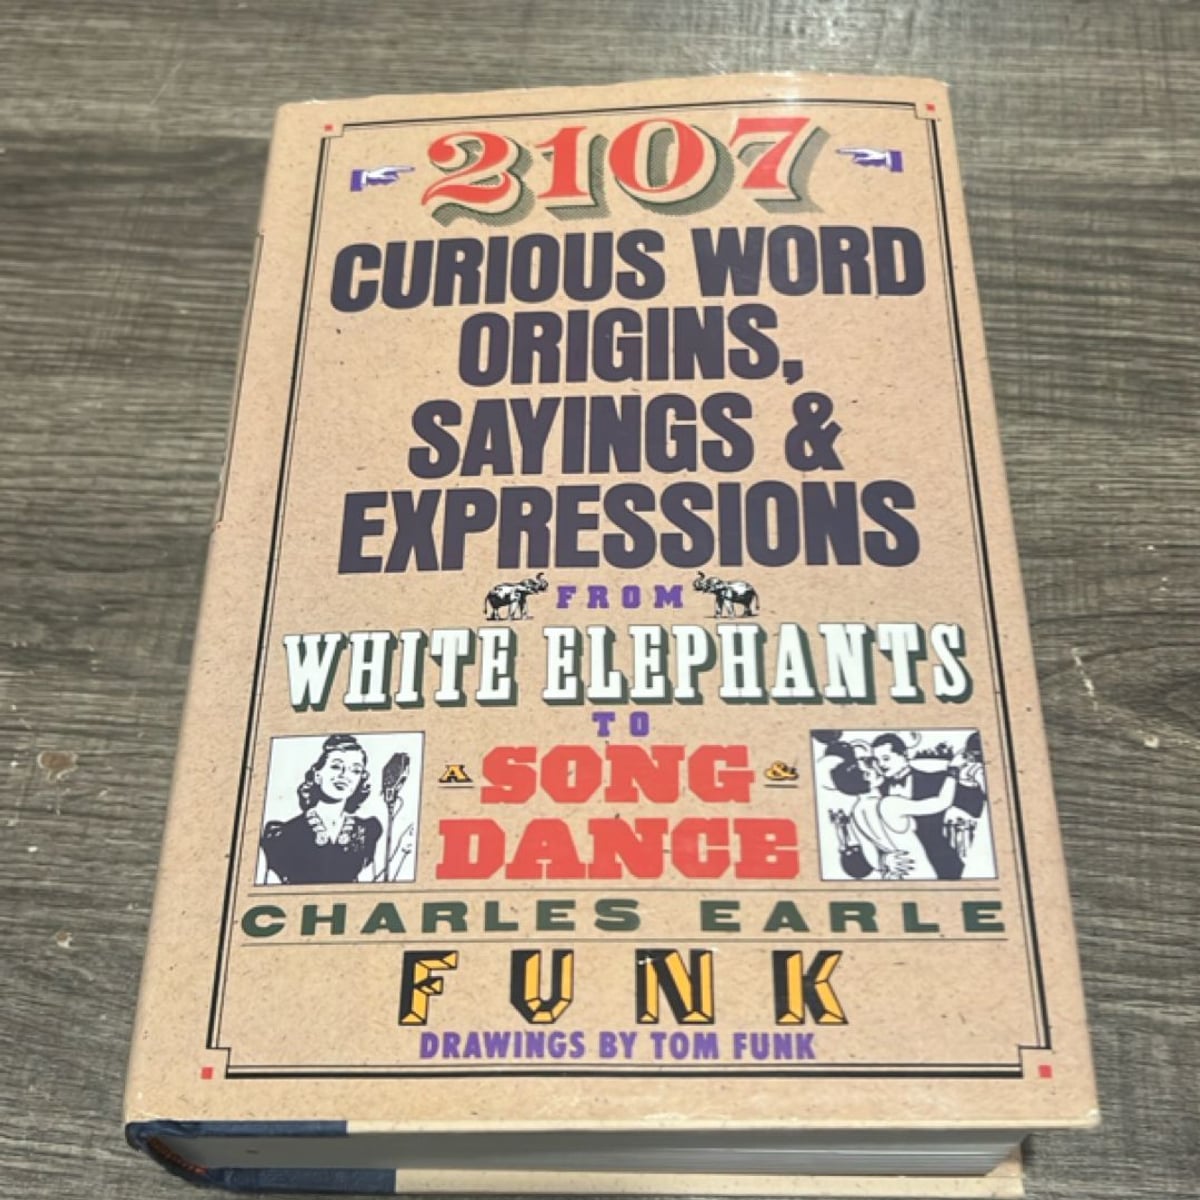 2107
CURIOUS WORD
ORIGINS,
SAYINGS &
EXPRESSIONS
FROM
WHITE ELEPHANTS
TO
A SONG &
DANCE
CHARLES EARLE
FUNK
DRAWINGS BY TOM FUNK